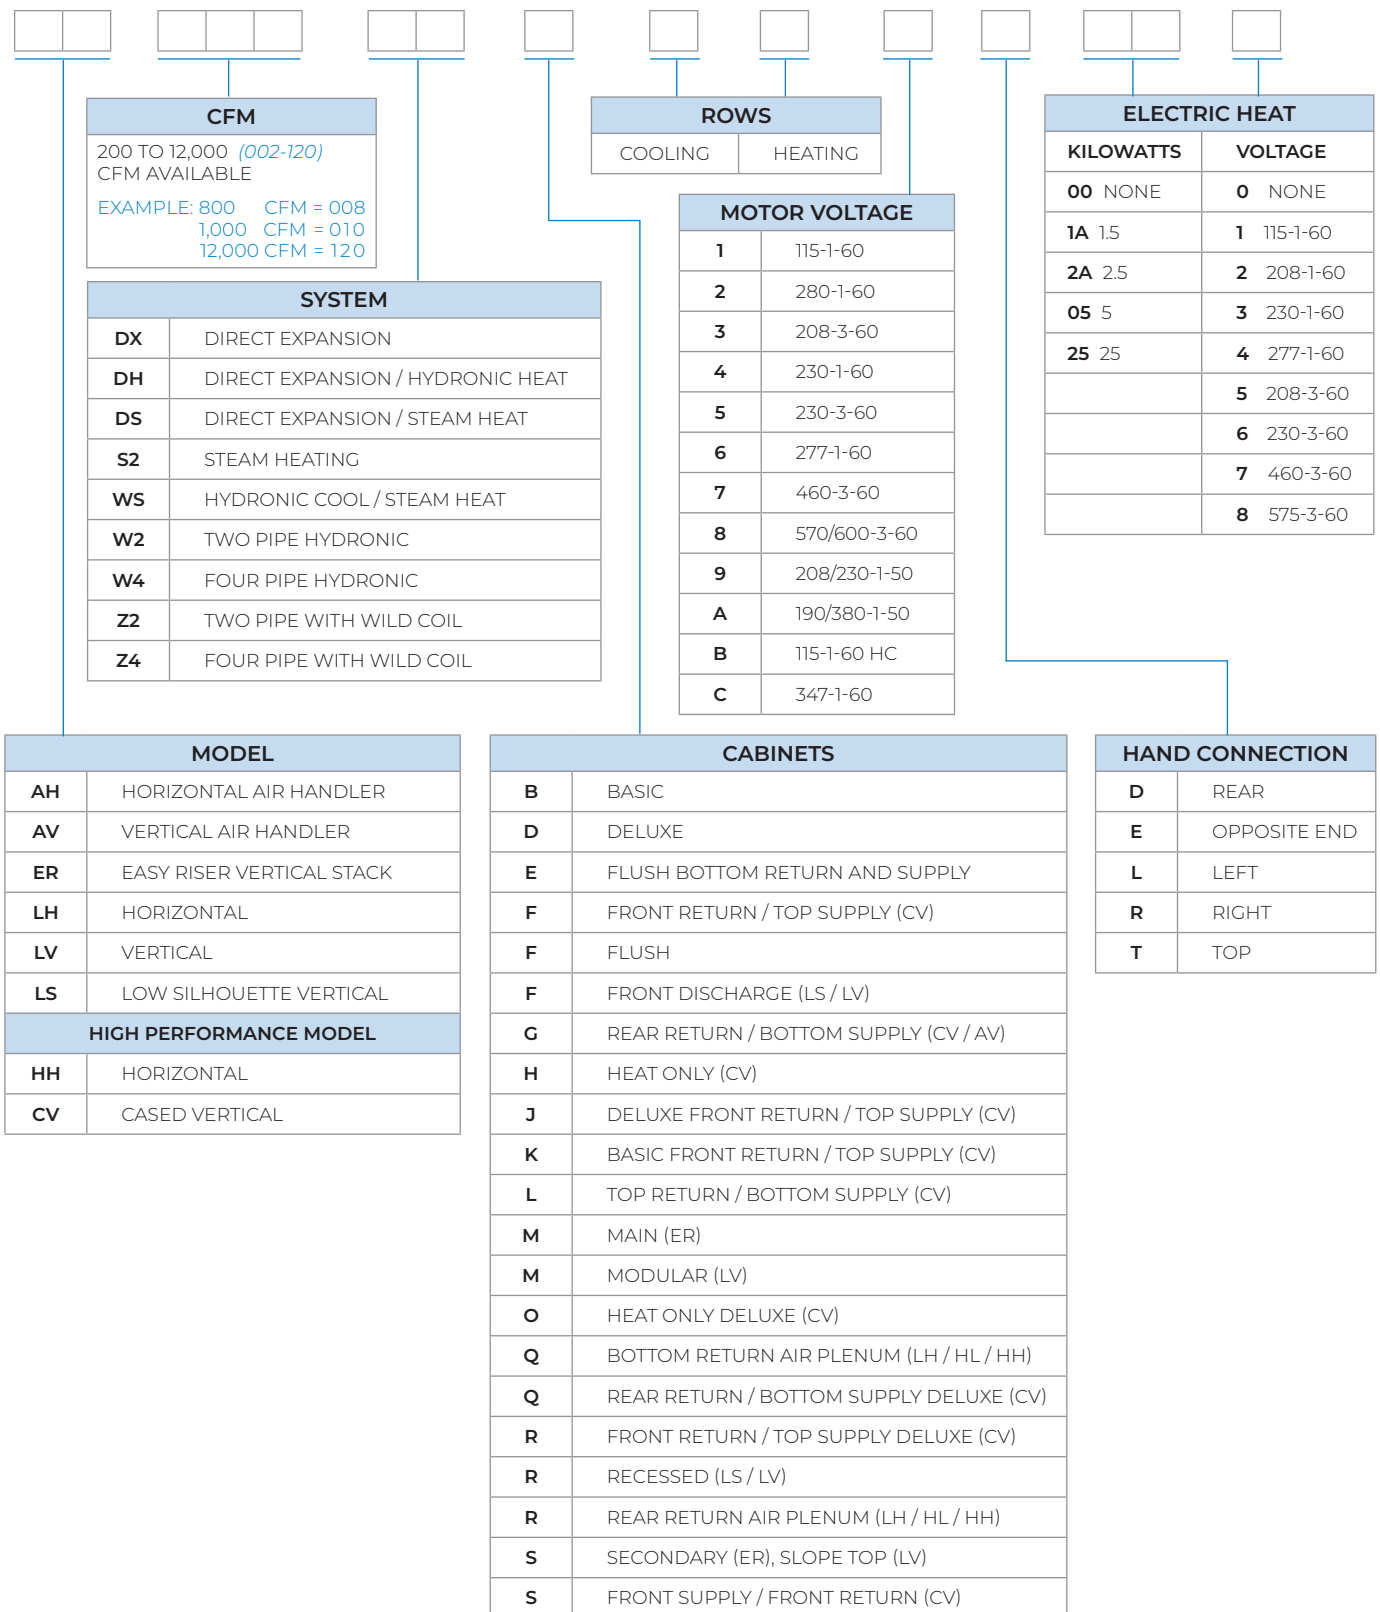 CFM
200 TO 12,000 (002-120)
CFM AVAILABLE
EXAMPLE: 800 CFM = 008
1,000 CFM = 010
12,000 CFM = 120
SYSTEM
DX DIRECT EXPANSION
DH DIRECT EXPANSION / HYDRONIC HEAT
DS DIRECT EXPANSION / STEAM HEAT
S2 STEAM HEATING
WS HYDRONIC COOL / STEAM HEAT
W2 TWO PIPE HYDRONIC
W4 FOUR PIPE HYDRONIC
Z2 TWO PIPE WITH WILD COIL
Z4 FOUR PIPE WITH WILD COIL
ROWS
COOLING HEATING
MOTOR VOLTAGE
1 115-1-60
2 280-1-60
3 208-3-60
4 230-1-60
5 230-3-60
6 277-1-60
7 460-3-60
8 570/600-3-60
9 208/230-1-50
A 190/380-1-50
B 115-1-60 HC
C 347-1-60
ELECTRIC HEAT
KILOWATTS VOLTAGE
00 NONE 0 NONE
1A 1.5 1 115-1-60
2A 2.5 2 208-1-60
05 5 3 230-1-60
25 25 4 277-1-60
5 208-3-60
6 230-3-60
7 460-3-60
8 575-3-60
MODEL
AH HORIZONTAL AIR HANDLER
AV VERTICAL AIR HANDLER
ER EASY RISER VERTICAL STACK
LH HORIZONTAL
LV VERTICAL
LS LOW SILHOUETTE VERTICAL
HIGH PERFORMANCE MODEL
HH HORIZONTAL
CV CASED VERTICAL
CABINETS
B BASIC
D DELUXE
E FLUSH BOTTOM RETURN AND SUPPLY
F FRONT RETURN / TOP SUPPLY (CV)
F FLUSH
F FRONT DISCHARGE (LS / LV)
G REAR RETURN / BOTTOM SUPPLY (CV / AV)
H HEAT ONLY (CV)
J DELUXE FRONT RETURN / TOP SUPPLY (CV)
K BASIC FRONT RETURN / TOP SUPPLY (CV)
L TOP RETURN / BOTTOM SUPPLY (CV)
M MAIN (ER)
M MODULAR (LV)
O HEAT ONLY DELUXE (CV)
Q BOTTOM RETURN AIR PLENUM (LH / HL / HH)
Q REAR RETURN / BOTTOM SUPPLY DELUXE (CV)
R FRONT RETURN / TOP SUPPLY DELUXE (CV)
R RECESSED (LS / LV)
R REAR RETURN AIR PLENUM (LH / HL / HH)
S SECONDARY (ER), SLOPE TOP (LV)
S FRONT SUPPLY / FRONT RETURN (CV)
HAND CONNECTION
D REAR
E OPPOSITE END
L LEFT
R RIGHT
T TOP